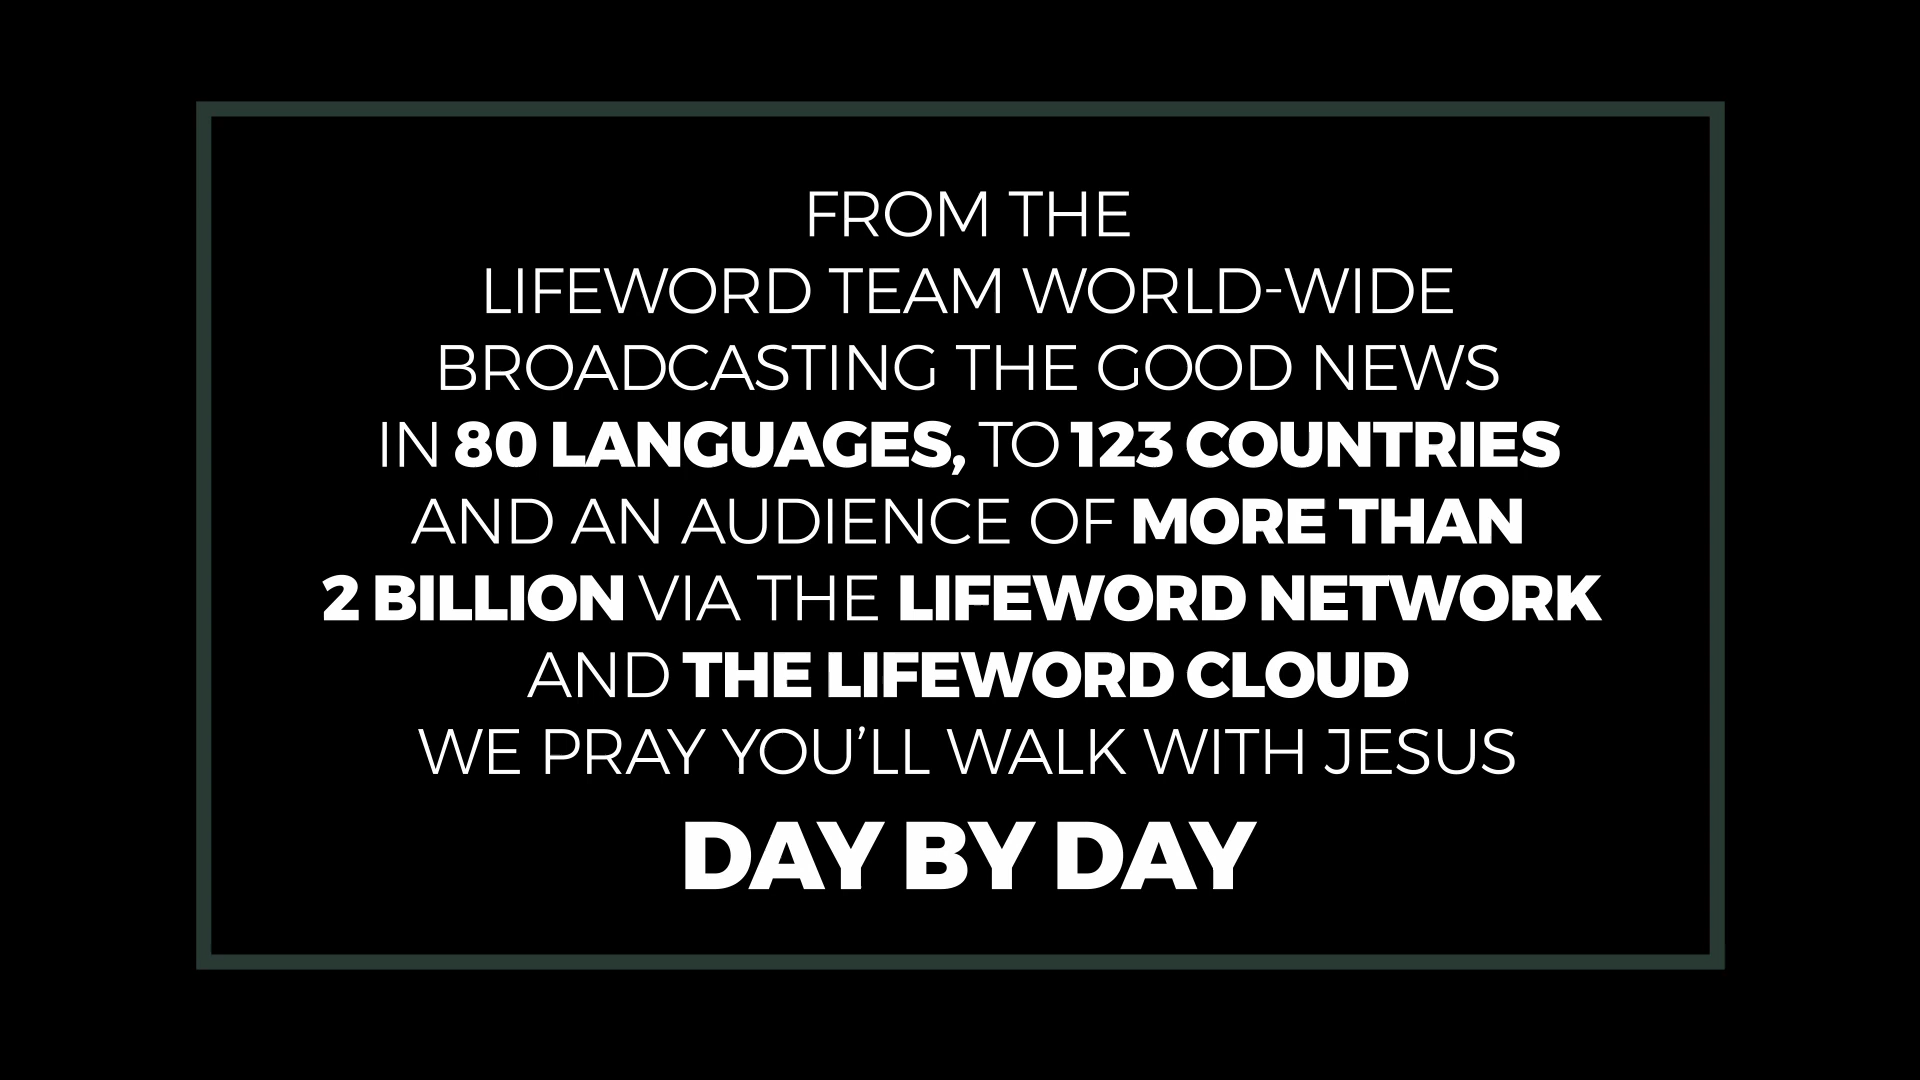 FROM THE
LIFEWORD TEAM WORLD-WIDE
BROADCASTING THE GOOD NEWS
IN 80 LANGUAGES, TO 123 COUNTRIES
AND AN AUDIENCE OF MORE THAN
2 BILLION VIA THE LIFEWORD NETWORK
AND THE LIFEWORD CLOUD
WE PRAY YOU’LL WALK WITH JESUS
DAY BY DAY